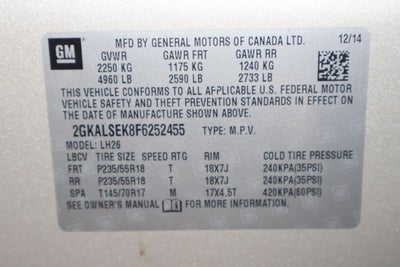 GM
MFD BY GENERAL MOTORS OF CANADA LTD. 12/14
GVWR GAWR FRT GAWR RR
2250 KG 1175 KG 1240 KG
4960 LB 2590 LB 2733 LB
THIS VEHICLE CONFORMS TO ALL APPLICABLE U.S. FEDERAL MOTOR
VEHICLE SAFETY, BUMPER, AND THEFT PREVENTION STANDARDS IN EFFECT ON
THE DATE OF MANUFACTURE SHOWN ABOVE.
2GKALSEK8F6252455 TYPE: M.P.V.
MODEL: LH26
LBCV TIRE SIZE SPEED RTG RIM COLD TIRE PRESSURE
FRT P235/55R18 T 18X7J 240KPA(35PSI)
RR P235/55R18 T 18X7J 240KPA(35PSI)
SPA T145/70R17 M 17X4.5T 420KPA(60PSI)
SEE OWNER'S MANUAL FOR MORE INFORMATION.